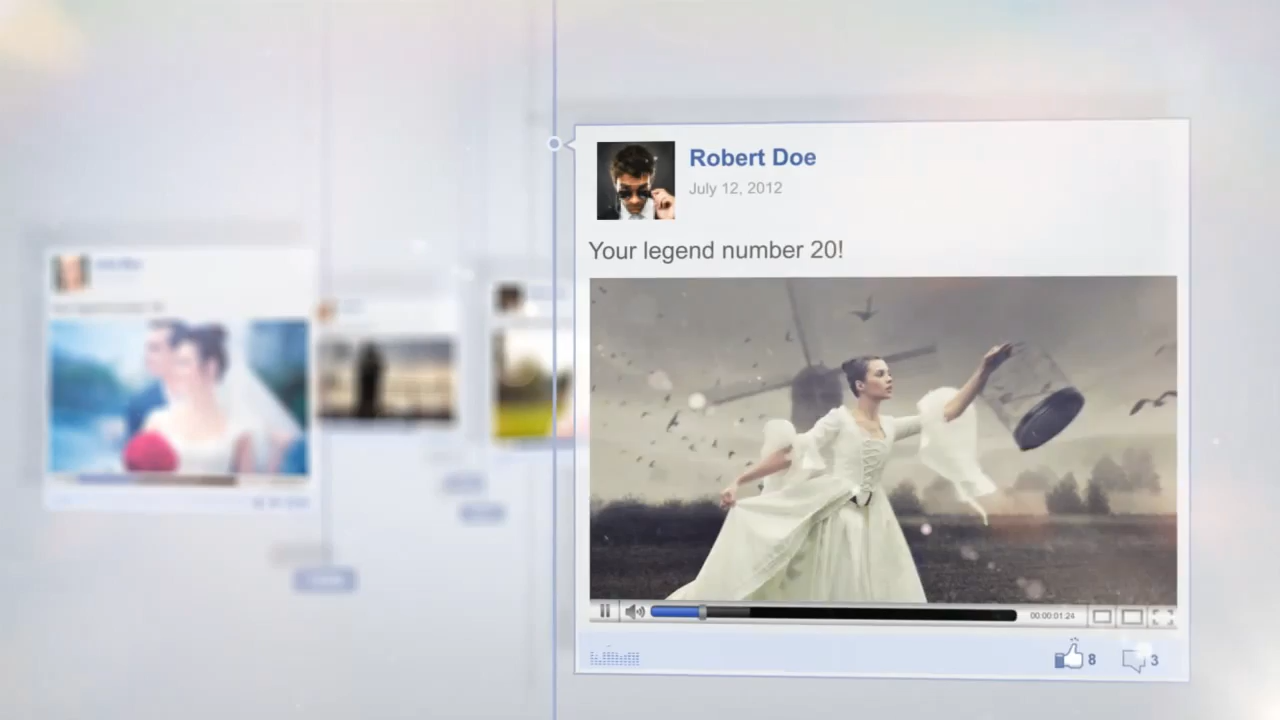 Robert Doe
July 12, 2012
Your legend number 20!
00:00:01:24
8
3